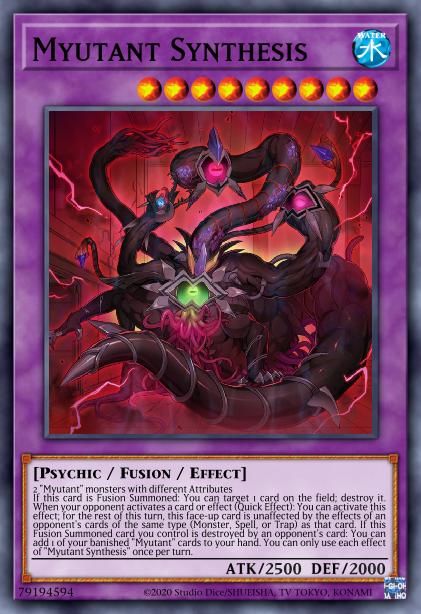 Myutant Synthesis
WATER
水
[Psychic / Fusion / Effect]
2 "Myutant" monsters with different Attributes
If this card is Fusion Summoned: You can target 1 card on the field; destroy it.
When your opponent activates a card or effect (Quick Effect): You can activate
this effect; for the rest of this turn, this face-up card is unaffected by the effects of an
opponent's cards of the same type (Monster, Spell, or Trap) as that card. If this
Fusion Summoned card you control is destroyed by an opponent's card: You can
add 1 of your banished "Myutant" cards to your hand. You can only use each effect
of "Myutant Synthesis" once per turn.
ATK/2500 DEF/2000
79194594
©2020 Studio Dice/SHUEISHA, TV TOKYO, KONAMI